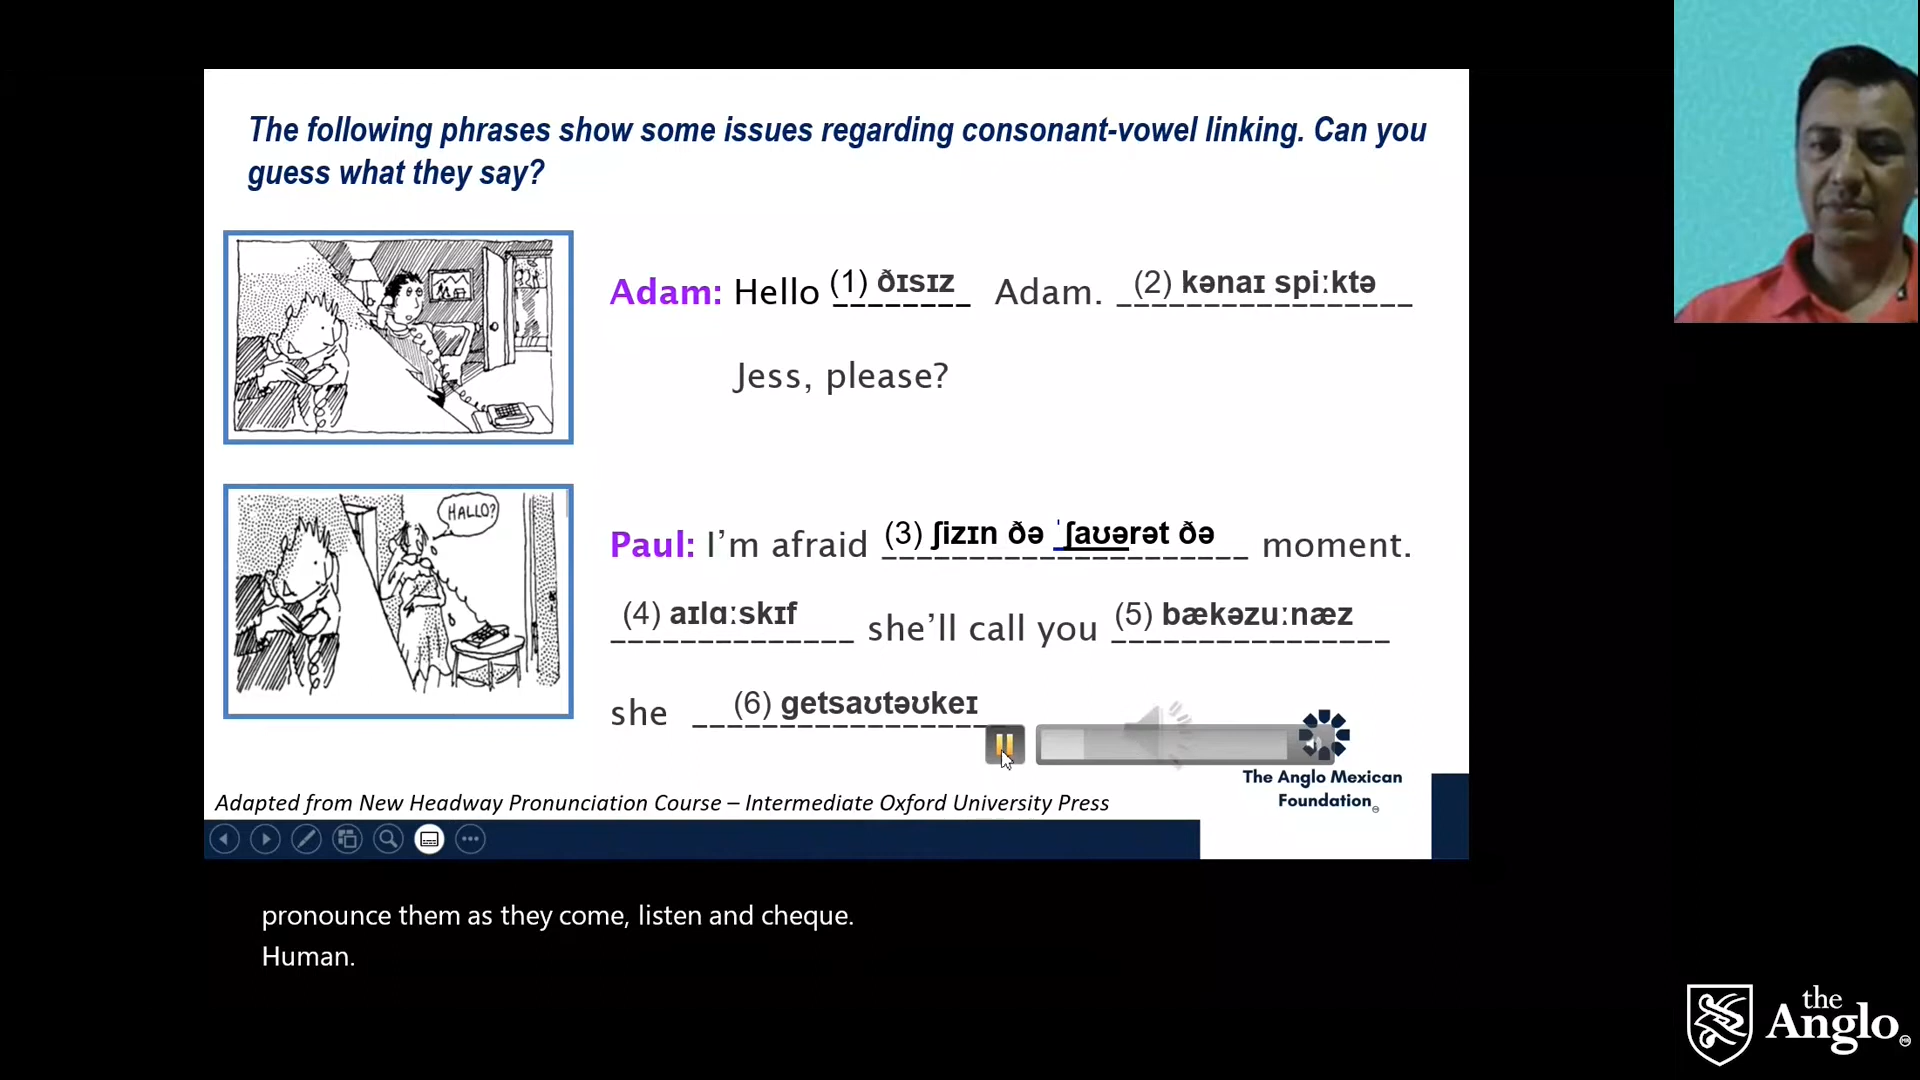 The following phrases show some issues regarding consonant-vowel linking. Can you
guess what they say?
Adam: Hello (1) ðɪsɪz Adam. (2) kənaɪ spiːktə
Jess, please?
HALLO?
Paul: I'm afraid (3) ʃizɪn ðə ˈʃaʊərət ðə moment.
(4) aɪlɑːskɪf she'll call you (5) bækəzuːnæz
she (6) getsaʊtəʊkeɪ
The Anglo Mexican
Foundation
Adapted from New Headway Pronunciation Course – Intermediate Oxford University Press
pronounce them as they come, listen and cheque.
Human.
the
Anglo